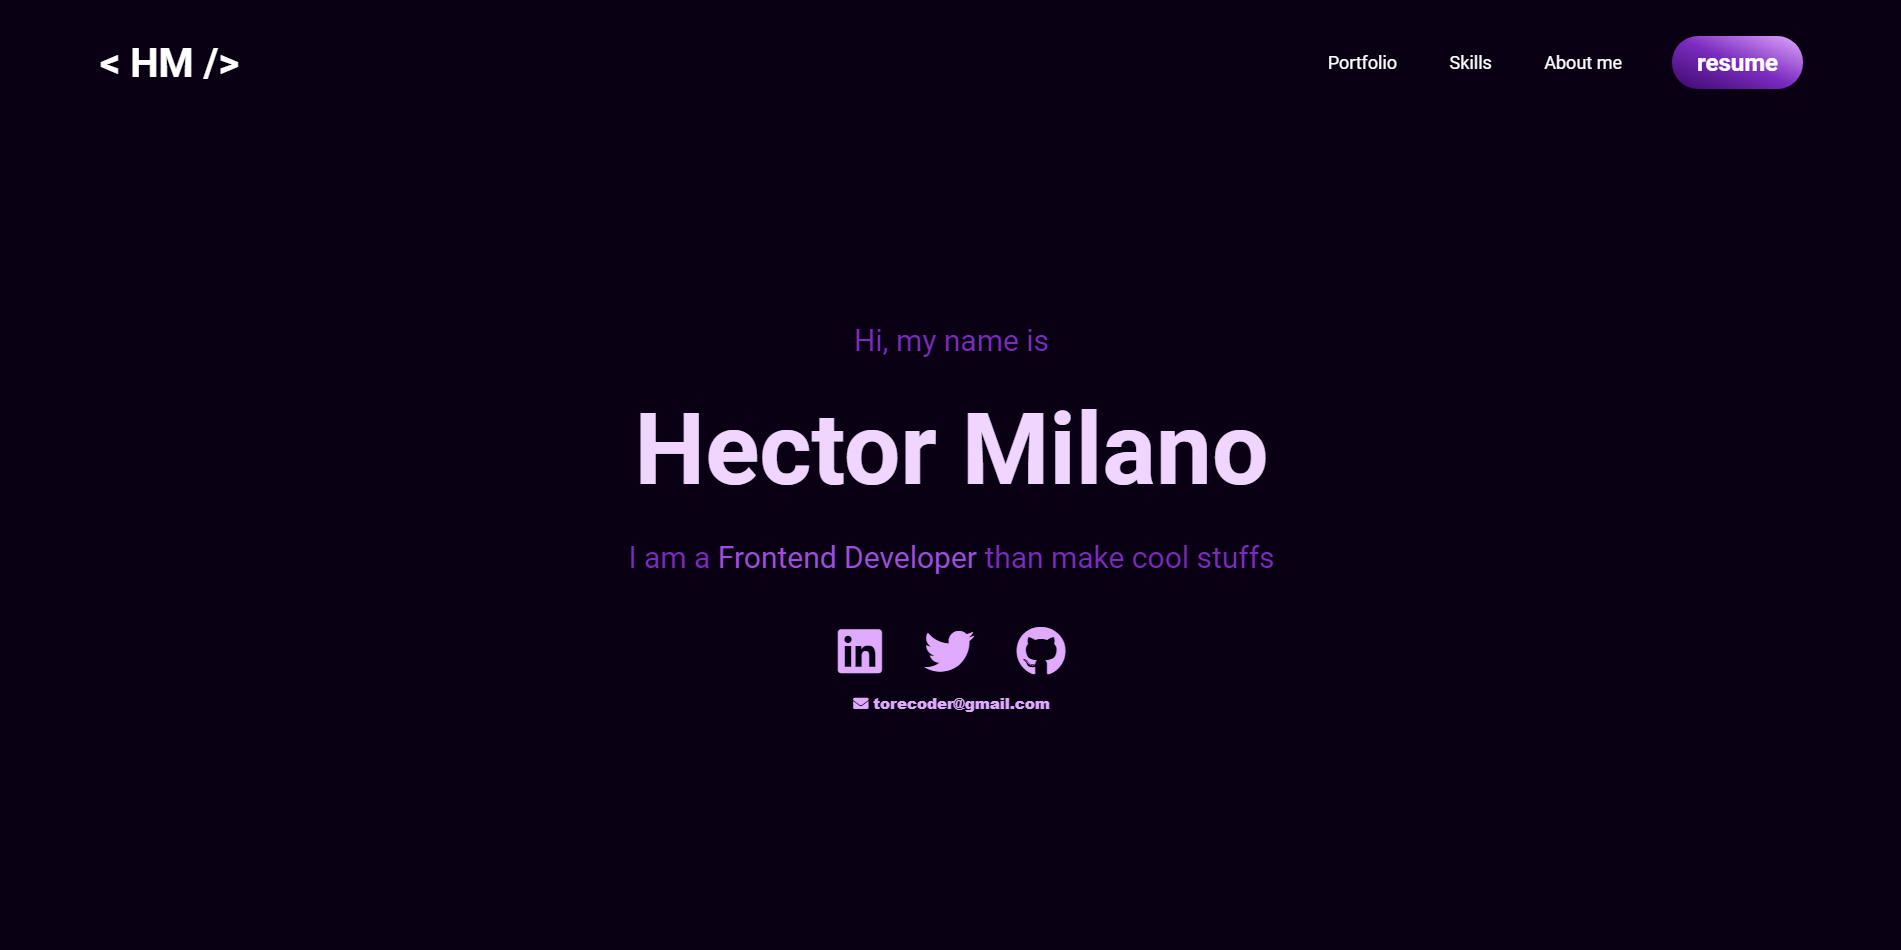 < HM />
Portfolio
Skills
About me
resume
Hi, my name is
Hector Milano
I am a Frontend Developer than make cool stuffs
in
torecoder@gmail.com